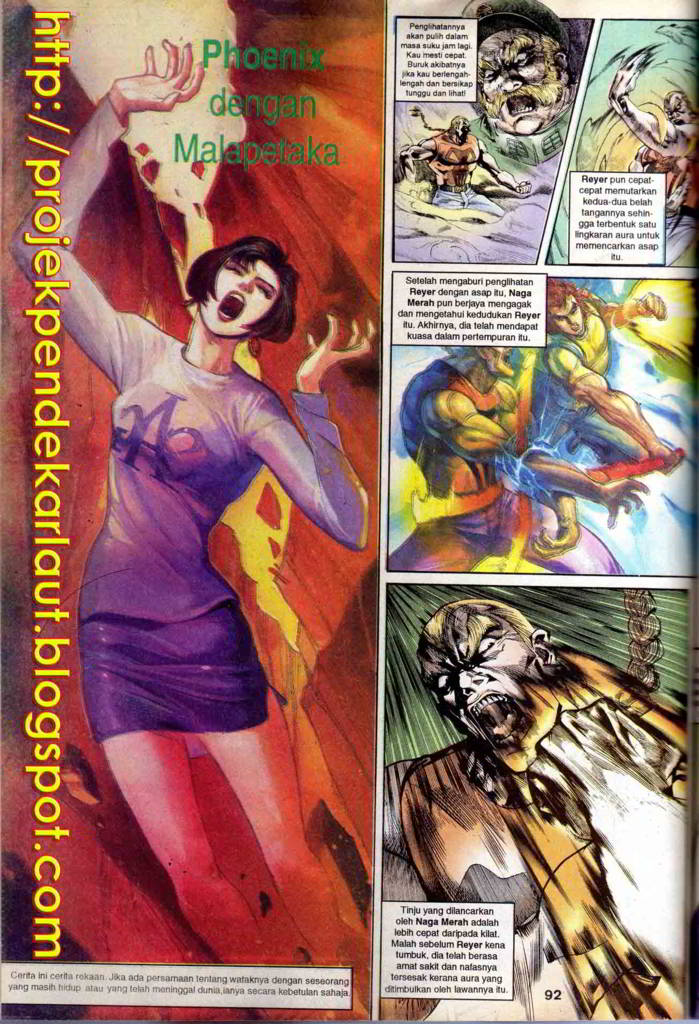 http://projekpendekarlaut.blogspot.com
Phoenix
dengan
Malapetaka
Cerita ini cerita rekaan. Jika ada persamaan tentang wataknya dengan seseorang
yang masih hidup atau yang telah meninggal dunia,ianya secara kebetulan sahaja.
Penglihatannya
akan pulih dalam
masa suku jam lagi.
Kau mesti cepat.
Buruk akibatnya
jika kau berlengah-
lengah dan bersikap
tunggu dan lihat!
Reyer pun cepat-
cepat memutarkan
kedua-dua belah
tangannya sehin-
gga terbentuk satu
lingkaran aura untuk
memencarkan asap
itu.
Setelah mengaburi penglihatan
Reyer dengan asap itu, Naga
Merah pun berjaya mengagak
dan mengetahui kedudukan Reyer
itu. Akhirnya, dia telah mendapat
kuasa dalam pertempuran itu.
Tinju yang dilancarkan
oleh Naga Merah adalah
lebih cepat daripada kilat.
Malah sebelum Reyer kena
tumbuk, dia telah berasa
amat sakit dan nafasnya
tersesak kerana aura yang
ditimbulkan oleh lawannya itu.
92